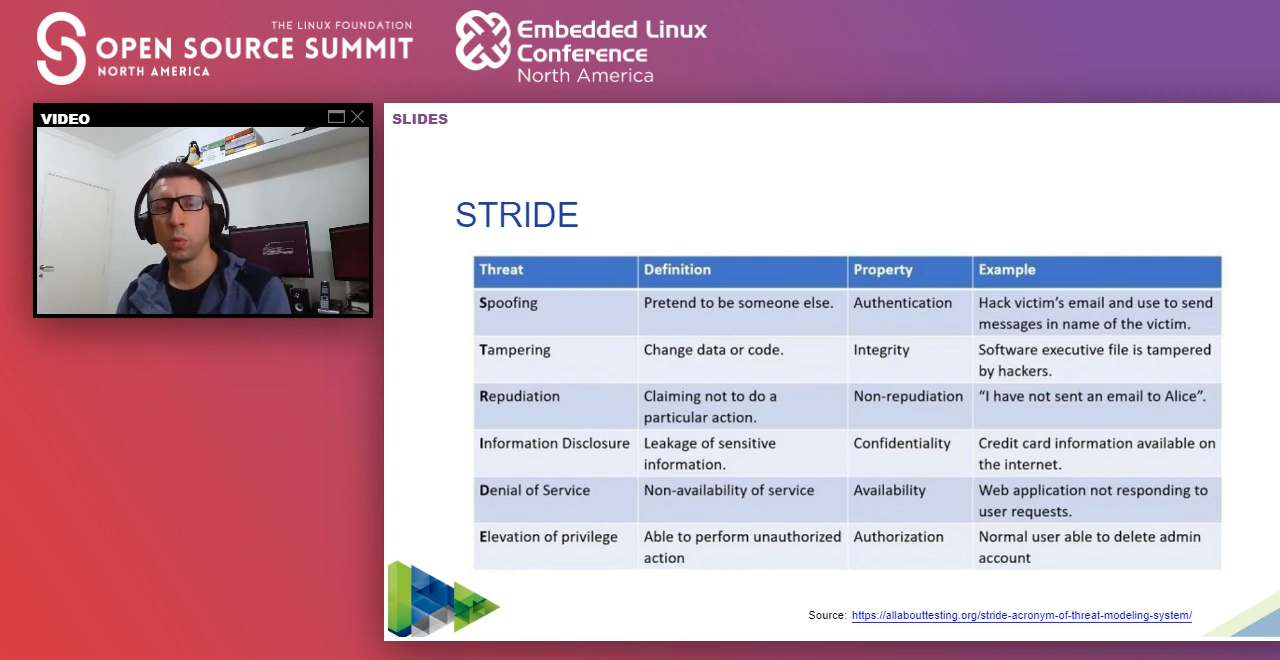 THE LINUX FOUNDATION
OPEN SOURCE SUMMIT
NORTH AMERICA
Embedded Linux
Conference
North America
VIDEO
SLIDES
STRIDE
Threat Definition Property Example
Spoofing Pretend to be someone else. Authentication Hack victim's email and use to send
messages in name of the victim.
Tampering Change data or code. Integrity Software executive file is tampered
by hackers.
Repudiation Claiming not to do a Non-repudiation “I have not sent an email to Alice”.
particular action.
Information Disclosure Leakage of sensitive Confidentiality Credit card information available on
information. the internet.
Denial of Service Non-availability of service Availability Web application not responding to
user requests.
Elevation of privilege Able to perform unauthorized Authorization Normal user able to delete admin
action account
Source: https://allabouttesting.org/stride-acronym-of-threat-modeling-system/